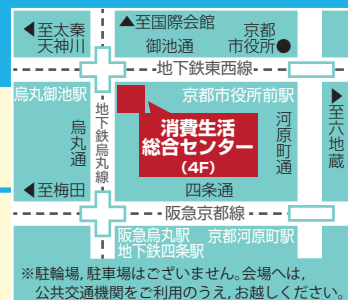 ◀至太秦
天神川
▲至国際会館
御池通
京都
市役所●
地下鉄東西線
烏丸御池駅
京都市役所前駅
地下鉄烏丸線
烏丸通
消費生活
総合センター
(4F)
河原町通
▶至六地蔵
◀至梅田
四条通
阪急京都線
阪急烏丸駅
地下鉄四条駅
京都河原町駅
※駐輪場,駐車場はございません。会場へは,
公共交通機関をご利用のうえ,お越しください。